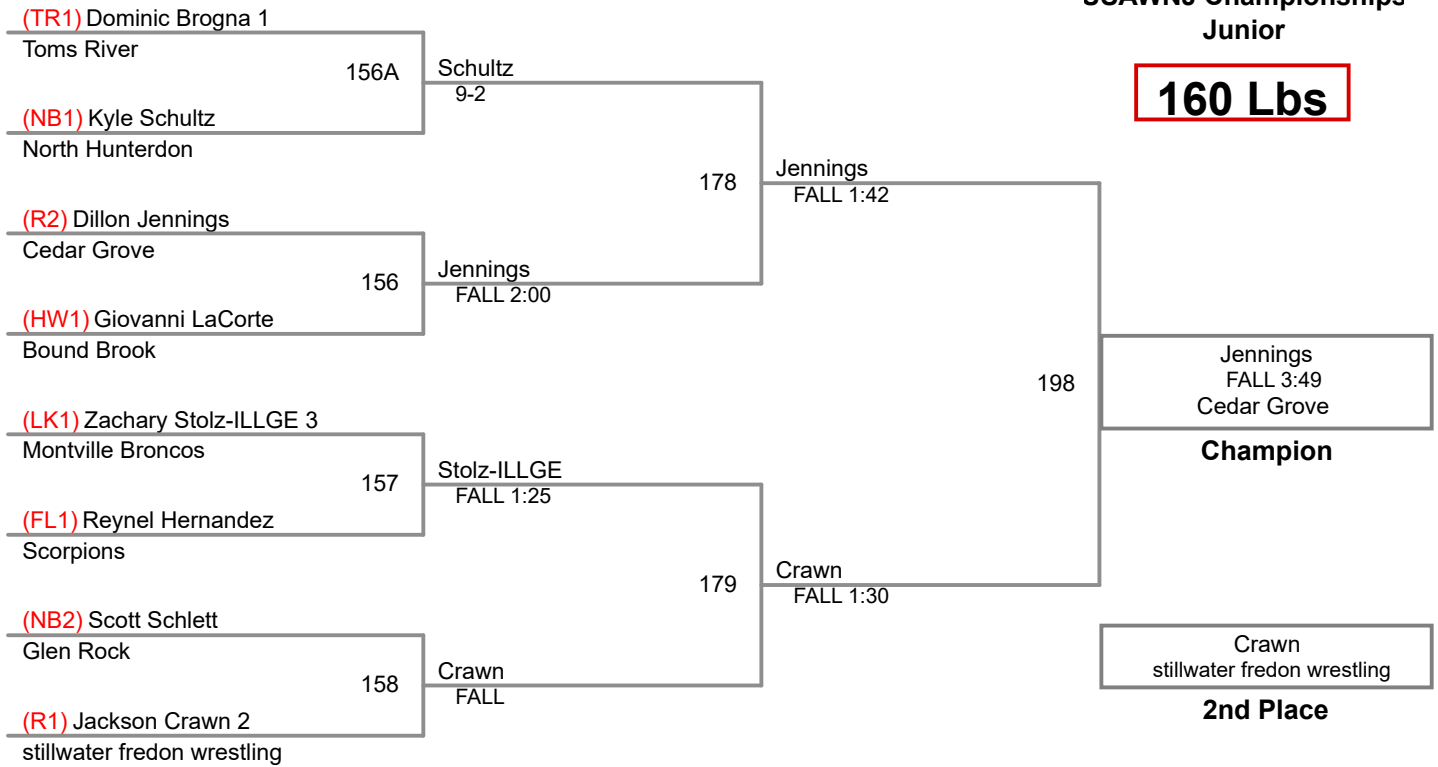 (TR1) Dominic Brogna 1
Toms River
156A
Schultz
9-2
(NB1) Kyle Schultz
North Hunterdon
178
Jennings
FALL 1:42
(R2) Dillon Jennings
Cedar Grove
156
Jennings
FALL 2:00
(HW1) Giovanni LaCorte
Bound Brook
198
Jennings
FALL 3:49
Cedar Grove
Champion
(LK1) Zachary Stolz-ILLGE 3
Montville Broncos
157
Stolz-ILLGE
FALL 1:25
(FL1) Reynel Hernandez
Scorpions
179
Crawn
FALL 1:30
(NB2) Scott Schlett
Glen Rock
158
Crawn
FALL
(R1) Jackson Crawn 2
stillwater fredon wrestling
Crawn
stillwater fredon wrestling
2nd Place
Championships
Junior
160 Lbs